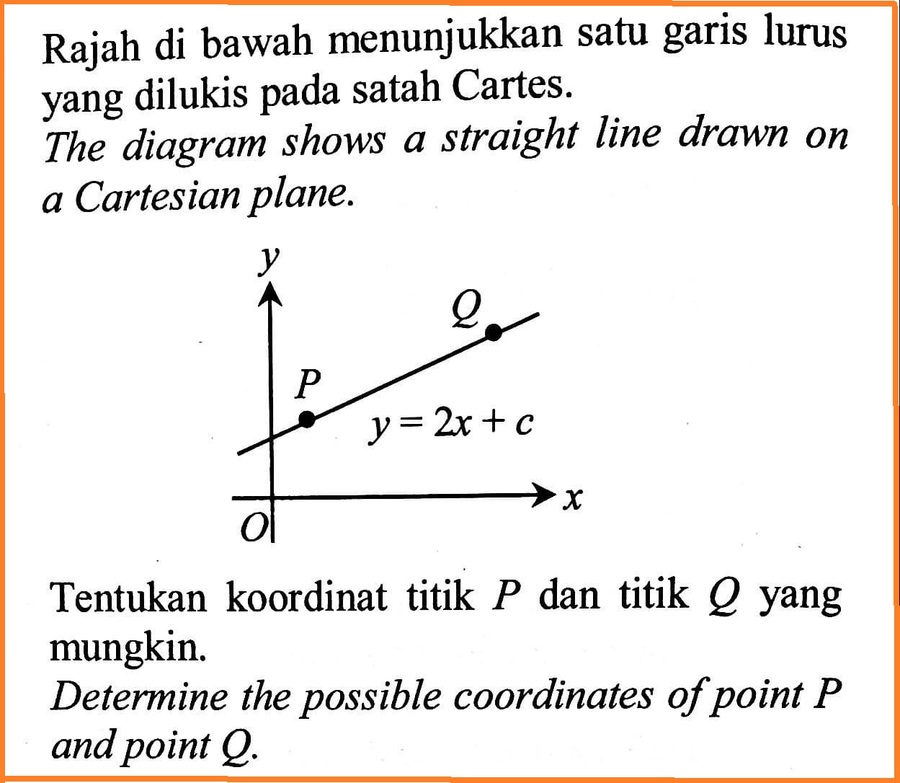 Rajah di bawah menunjukkan satu garis lurus
yang dilukis pada satah Cartes.
The diagram shows a straight line drawn on
a Cartesian plane.
y
Q
P
y = 2x + c
x
O
Tentukan koordinat titik P dan titik Q yang
mungkin.
Determine the possible coordinates of point P
and point Q.